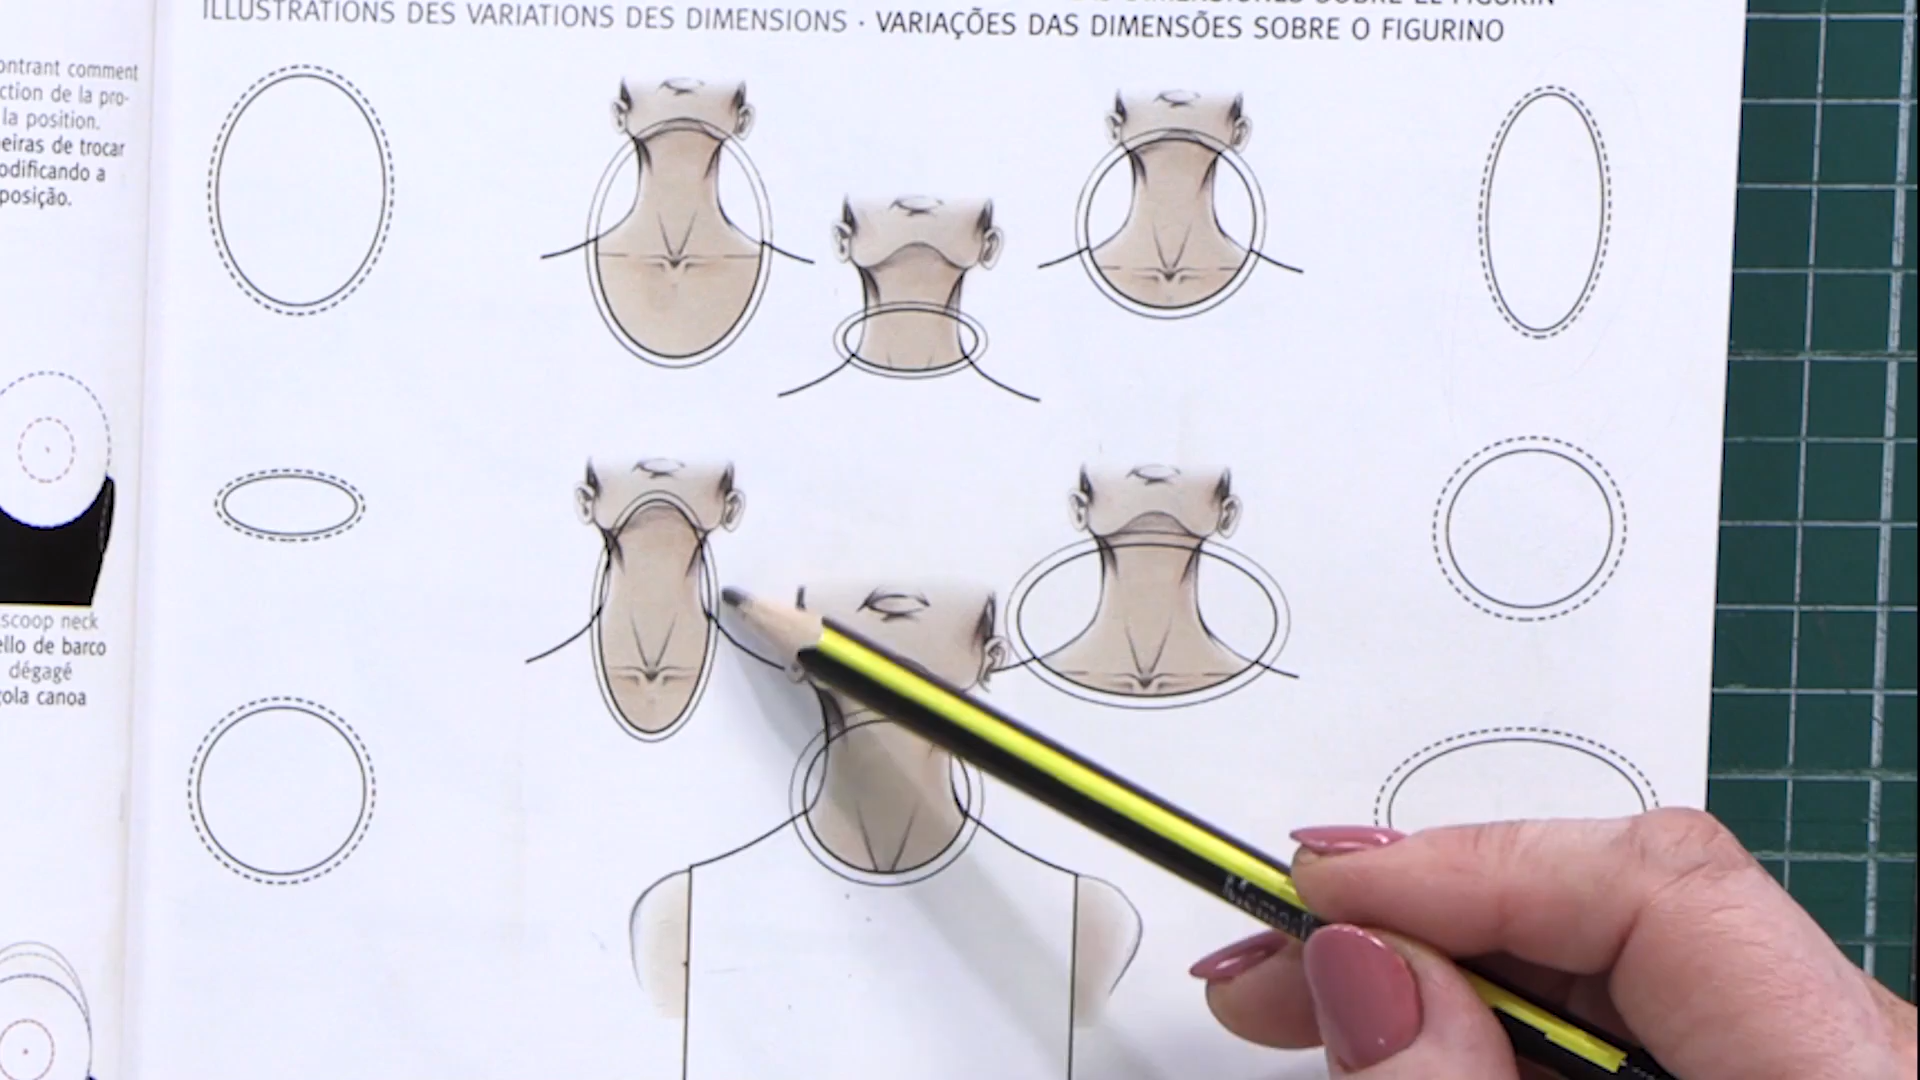 ILLUSTRATIONS DES VARIATIONS DES DIMENSIONS · VARIAÇÕES DAS DIMENSÕES SOBRE O FIGURINO
ontrant comment
ction de la pro-
la position.
eiras de trocar
odificando a
posição.
scoop neck
ello de barco
dégagé
gola canoa